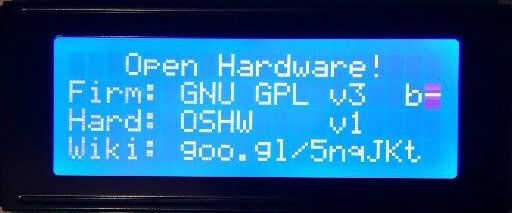 Open Hardware!
Firm: GNU GPL v3 b-
Hard: OSHW v1
Wiki: goo.gl/5nqJKt